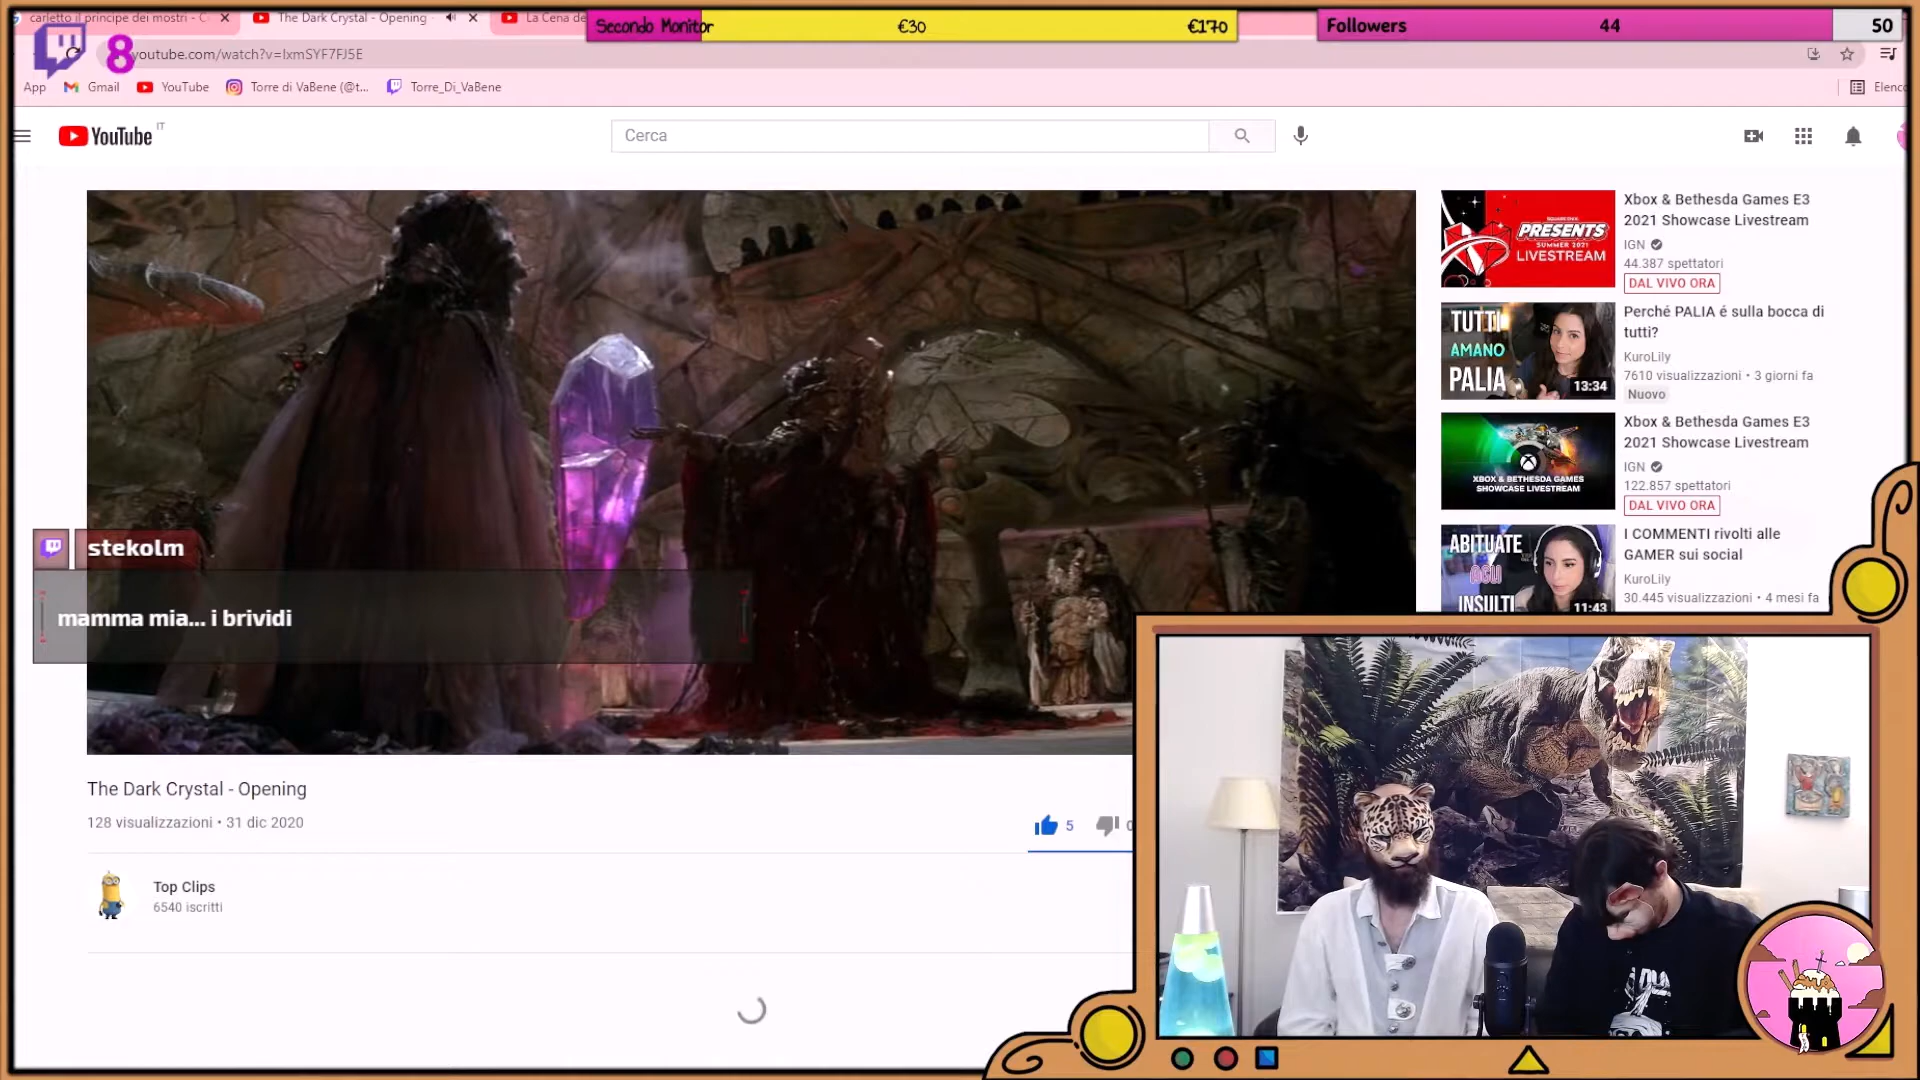 carletto il principe dei mostri - C
The Dark Crystal - Opening
La Cena de
Secondo Monitor
€30
€170
Followers
44
50
8
youtube.com/watch?v=IxmSYF7FJ5E
App
Gmail
YouTube
Torre di VaBene (@t...
Torre_Di_VaBene
Elenco
YouTube
IT
Cerca
PRESENTS
SUMMER 2021
LIVESTREAM
Xbox & Bethesda Games E3
2021 Showcase Livestream
IGN
44.387 spettatori
DAL VIVO ORA
TUTTI
AMANO
PALIA
13:34
Perché PALIA é sulla bocca di
tutti?
KuroLily
7610 visualizzazioni • 3 giorni fa
Nuovo
XBOX & BETHESDA GAMES
SHOWCASE LIVESTREAM
Xbox & Bethesda Games E3
2021 Showcase Livestream
IGN
122.857 spettatori
DAL VIVO ORA
ABITUATE
AGLI
INSULTI
11:43
I COMMENTI rivolti alle
GAMER sui social
KuroLily
30.445 visualizzazioni • 4 mesi fa
stekolm
mamma mia... i brividi
The Dark Crystal - Opening
128 visualizzazioni • 31 dic 2020
5
0
Top Clips
6540 iscritti